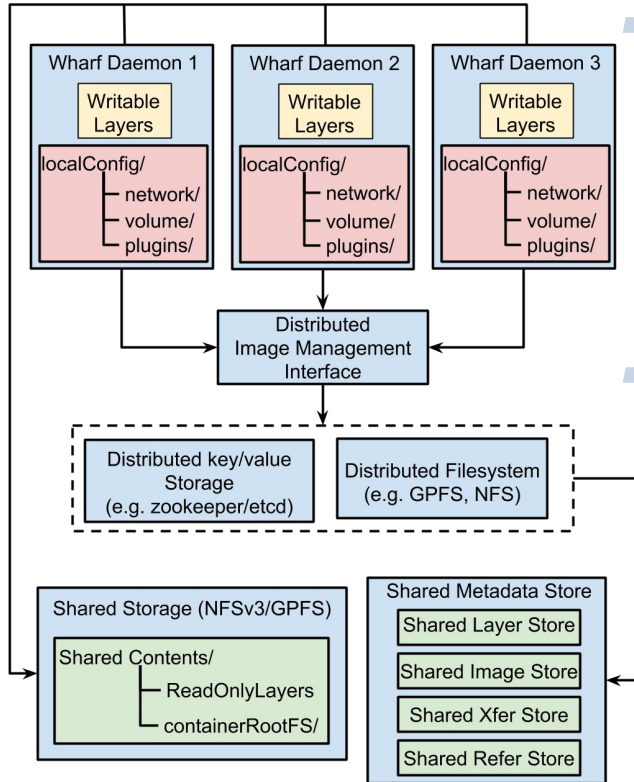 Wharf Daemon 1
Writable
Layers
localConfig/
network/
volume/
plugins/
Wharf Daemon 2
Writable
Layers
localConfig/
network/
volume/
plugins/
Wharf Daemon 3
Writable
Layers
localConfig/
network/
volume/
plugins/
Distributed
Image Management
Interface
Distributed key/value
Storage
(e.g. zookeeper/etcd)
Distributed Filesystem
(e.g. GPFS, NFS)
Shared Storage (NFSv3/GPFS)
Shared Contents/
ReadOnlyLayers
containerRootFS/
Shared Metadata Store
Shared Layer Store
Shared Image Store
Shared Xfer Store
Shared Refer Store